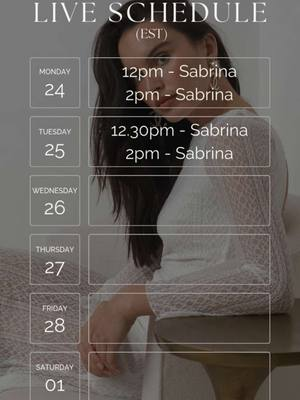 LIVE SCHEDULE
(EST)
MONDAY
24
12pm - Sabrina
2pm - Sabrina
TUESDAY
25
12.30pm - Sabrina
2pm - Sabrina
WEDNESDAY
26
THURSDAY
27
FRIDAY
28
SATURDAY
01